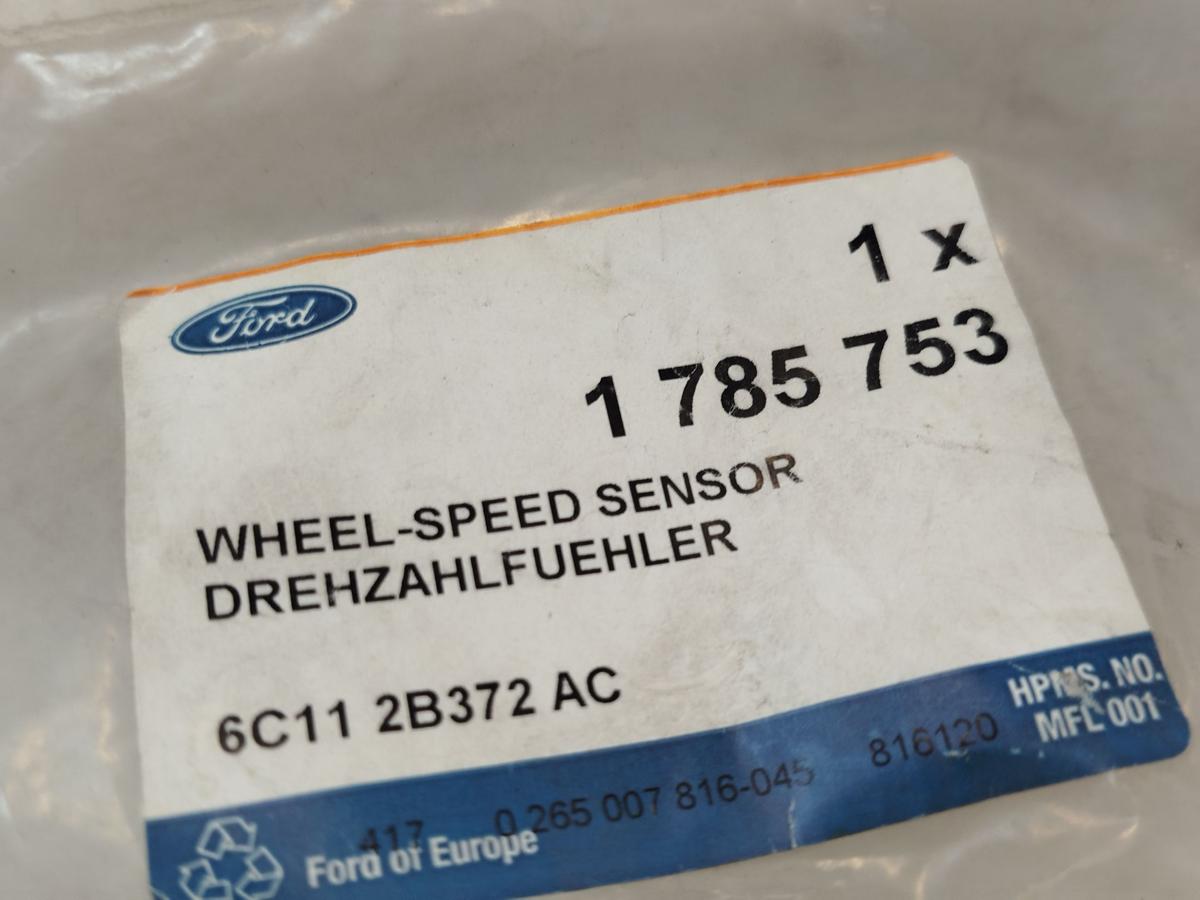 Ford
1 x
1 785 753
WHEEL-SPEED SENSOR
DREHZAHLFUEHLER
6C11 2B372 AC
HPMS. NO.
MFL 001
417 0 265 007 816-045 816120
Ford of Europe